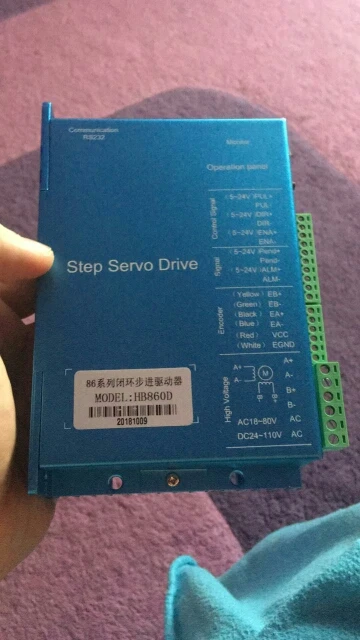 Communication
RS232
Monitor
Operation panel
Control Signal
(5~24V)PUL+
PUL-
(5~24V)DIR+
DIR-
(5~24V)ENA+
ENA-
Signal
(5~24V)Pend+
Pend-
(5~24V)ALM+
ALM-
Step Servo Drive
Encoder
(Yellow) EB+
(Green) EB-
(Black) EA+
(Blue) EA-
(Red) VCC
(White) EGND
High Voltage
A+
A-
M
B+
B-
A+
A-
B+
B-
AC18~80V AC
DC24~110V AC
86系列闭环步进驱动器
MODEL:HB860D
20181009